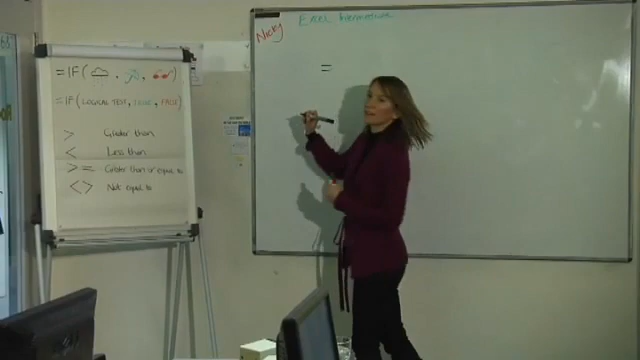 =IF( , , )
=IF(LOGICAL TEST, TRUE, FALSE)
> Greater than
< Less than
>= Greater than or equal to
<> Not equal to
Nicky
Excel Intermediate
=